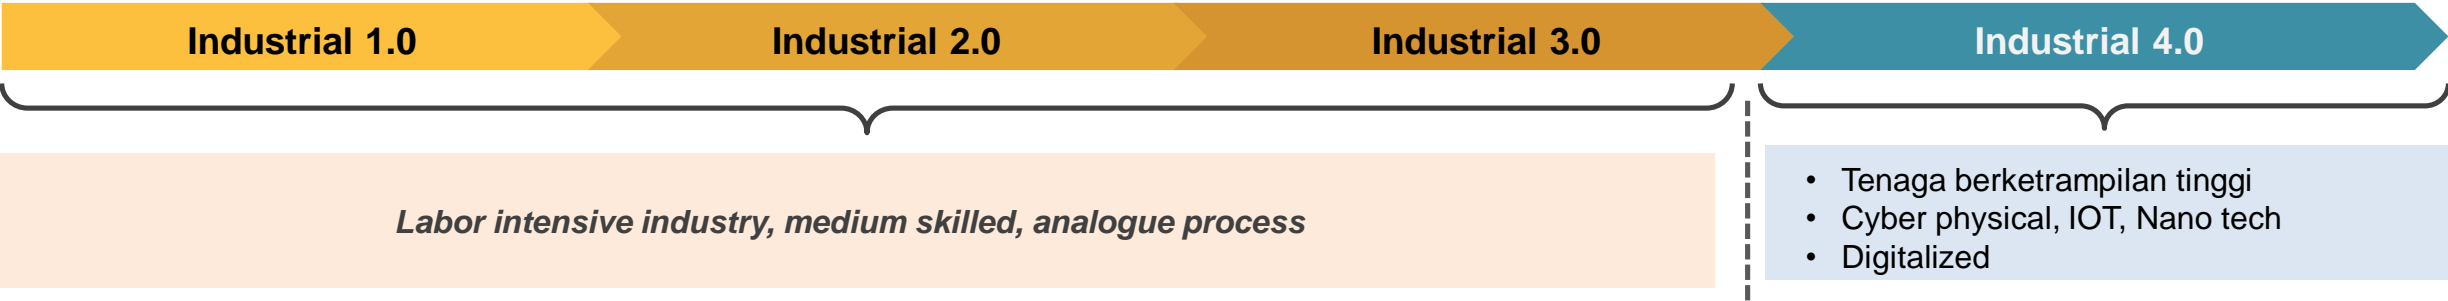 Industrial 1.0
Industrial 2.0
Industrial 3.0
Industrial 4.0
Labor intensive industry, medium skilled, analogue process
• Tenaga berketrampilan tinggi
• Cyber physical, IOT, Nano tech
• Digitalized